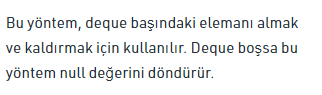 Bu yöntem, deque başındaki elemanı almak
ve kaldırmak için kullanılır. Deque boşsa bu
yöntem null değerini döndürür.